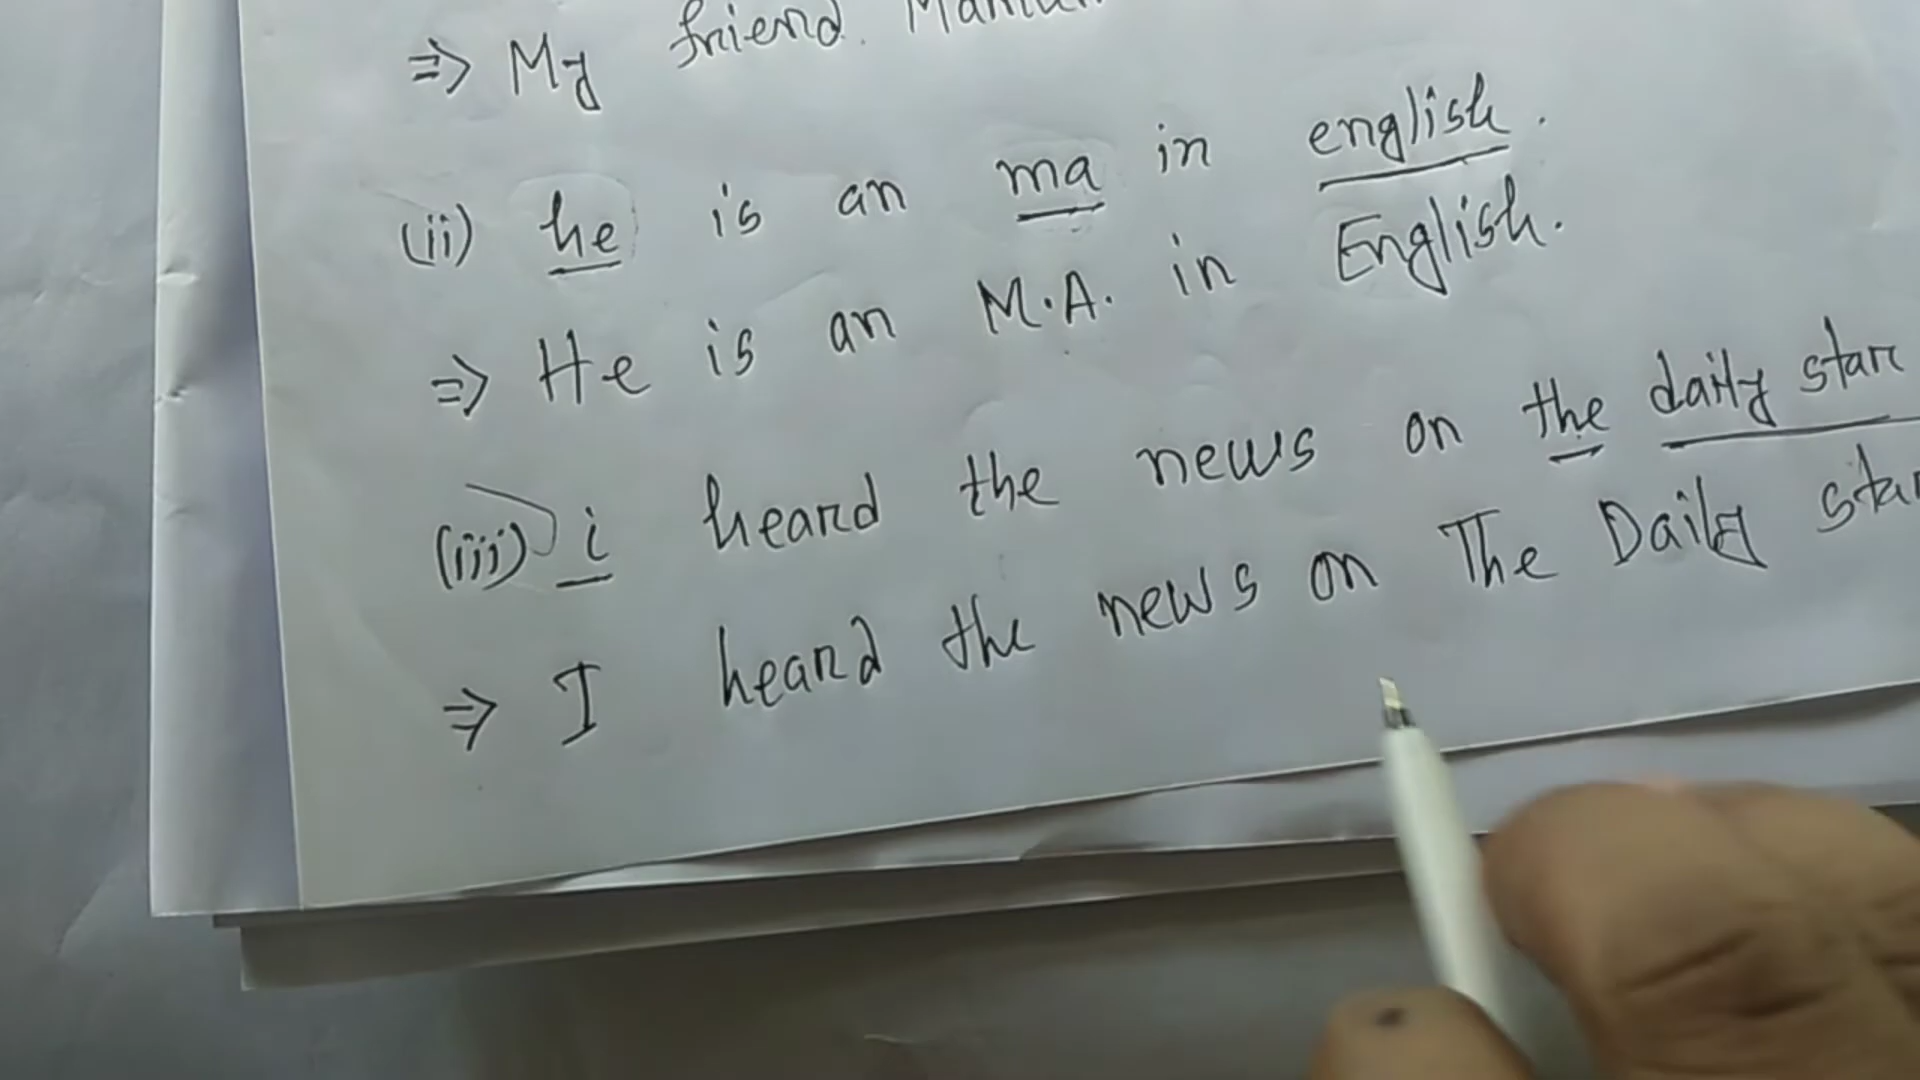 ⇒ My friend
(ii) he is an ma in english.
⇒ He is an M.A. in English.
(iii) i heard the news on the daily star
⇒ I heard the news on The Daily star